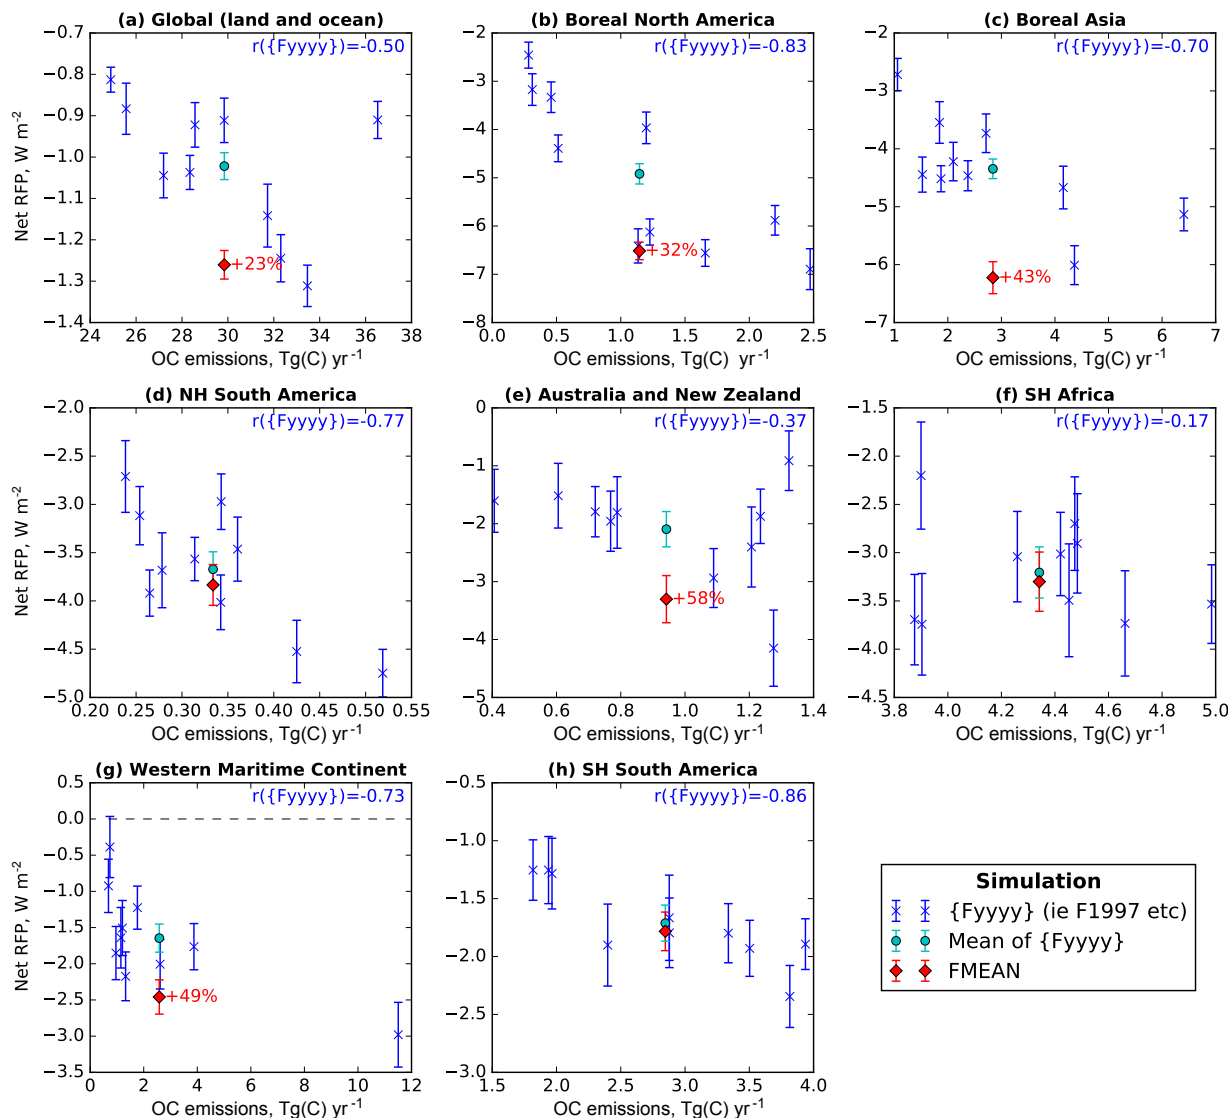 (a) Global (land and ocean)
r({Fyyyy})=-0.50
+23%
−0.7
−0.8
−0.9
−1.0
−1.1
−1.2
−1.3
−1.4
24 26 28 30 32 34 36 38
Net RFP, W m-2
OC emissions, Tg(C) yr-1
(b) Boreal North America
r({Fyyyy})=-0.83
+32%
−2
−3
−4
−5
−6
−7
−8
0.0 0.5 1.0 1.5 2.0 2.5
OC emissions, Tg(C) yr-1
(c) Boreal Asia
r({Fyyyy})=-0.70
+43%
−2
−3
−4
−5
−6
−7
1 2 3 4 5 6 7
OC emissions, Tg(C) yr-1
(d) NH South America
r({Fyyyy})=-0.77
−2.0
−2.5
−3.0
−3.5
−4.0
−4.5
−5.0
0.20 0.25 0.30 0.35 0.40 0.45 0.50 0.55
Net RFP, W m-2
OC emissions, Tg(C) yr-1
(e) Australia and New Zealand
r({Fyyyy})=-0.37
+58%
0
−1
−2
−3
−4
−5
0.4 0.6 0.8 1.0 1.2 1.4
OC emissions, Tg(C) yr-1
(f) SH Africa
r({Fyyyy})=-0.17
−1.5
−2.0
−2.5
−3.0
−3.5
−4.0
−4.5
3.8 4.0 4.2 4.4 4.6 4.8 5.0
OC emissions, Tg(C) yr-1
(g) Western Maritime Continent
r({Fyyyy})=-0.73
+49%
0.5
0.0
−0.5
−1.0
−1.5
−2.0
−2.5
−3.0
−3.5
0 2 4 6 8 10 12
Net RFP, W m-2
OC emissions, Tg(C) yr-1
(h) SH South America
r({Fyyyy})=-0.86
−0.5
−1.0
−1.5
−2.0
−2.5
−3.0
1.5 2.0 2.5 3.0 3.5 4.0
OC emissions, Tg(C) yr-1
Simulation
{Fyyyy} (ie F1997 etc)
Mean of {Fyyyy}
FMEAN